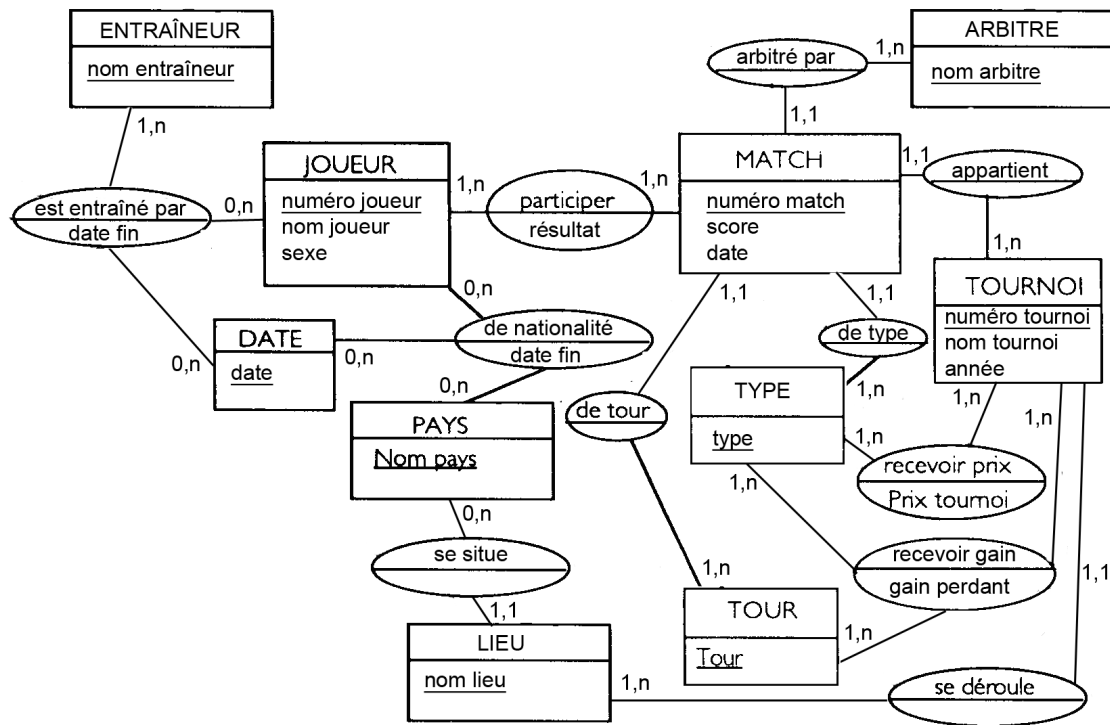 ENTRAÎNEUR
nom entraîneur
1,n
est entraîné par
date fin
0,n
0,n
JOUEUR
numéro joueur
nom joueur
sexe
1,n
participer
résultat
1,n
MATCH
numéro match
score
date
1,1
arbitré par
1,n
ARBITRE
nom arbitre
1,1
appartient
1,n
TOURNOI
numéro tournoi
nom tournoi
année
0,n
de nationalité
date fin
0,n
0,n
DATE
date
PAYS
Nom pays
0,n
se situe
1,1
LIEU
nom lieu
1,n
se déroule
1,1
1,1
de tour
1,n
TOUR
Tour
1,n
1,1
de type
1,n
TYPE
type
1,n
recevoir prix
Prix tournoi
1,n
1,n
recevoir gain
gain perdant
1,n